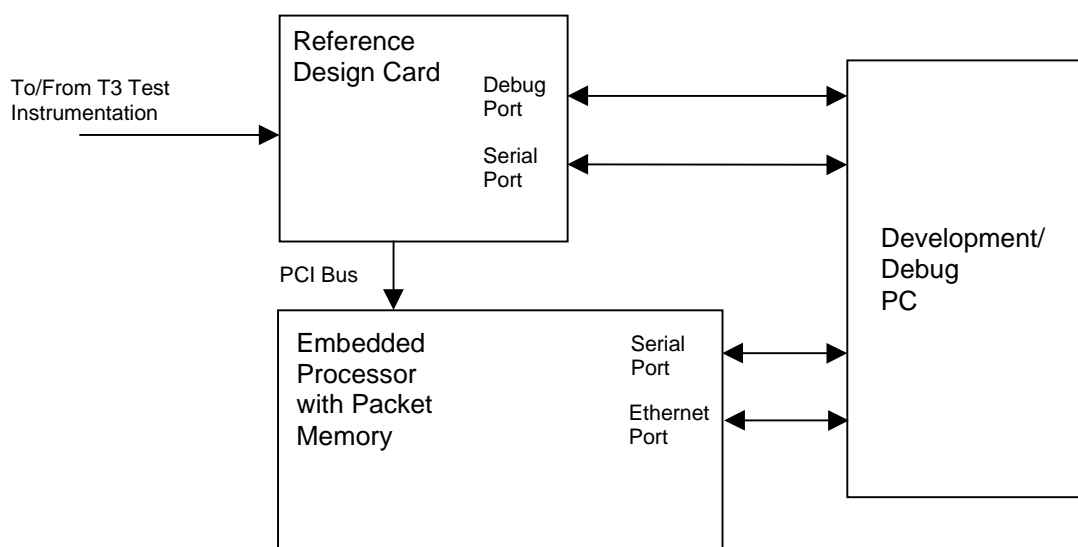 Reference
Design Card
To/From T3 Test
Instrumentation
Debug
Port
Serial
Port
Development/
Debug
PC
PCI Bus
Embedded
Processor
with Packet
Memory
Serial
Port
Ethernet
Port